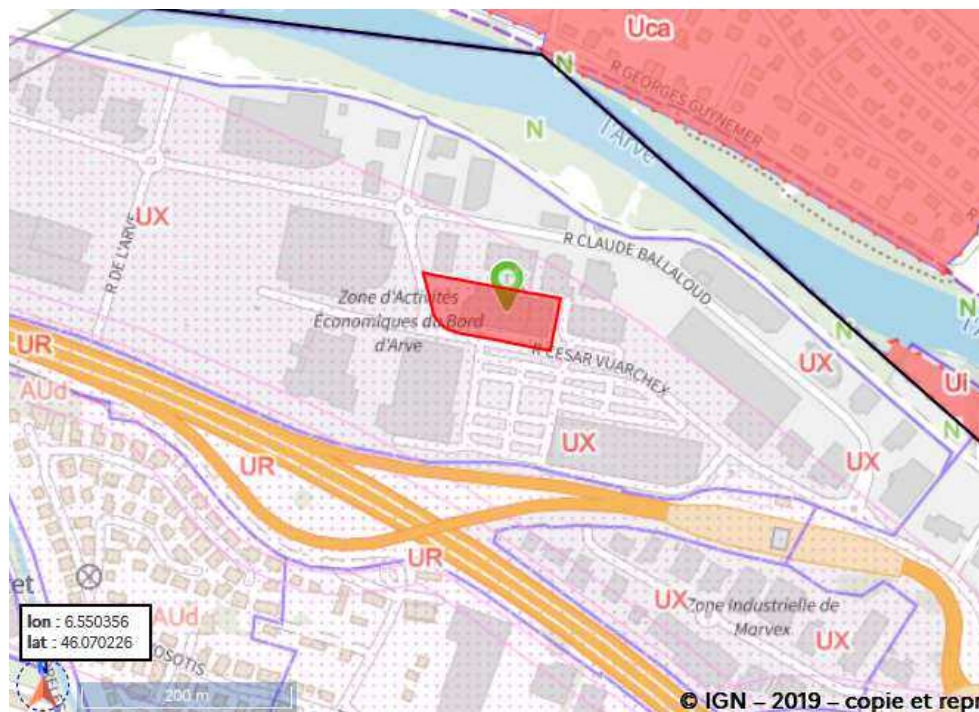 Uca
N
R GEORGES GUYNEMER
N
l'Arve
UX
R DE L'ARVE
R CLAUDE BALLALOUD
N
Zone d'Activités
Économiques du Bord
d'Arve
R CESAR VUARCHEX
N
UX
UR
Ui
AUd
N
UX
UX
UR
UR
et
UX
Zone industrielle de
Marvex
UX
lon : 6.550356
lat : 46.070226
AUd
OSOTIS
200 m
© IGN – 2019 – copie et repr